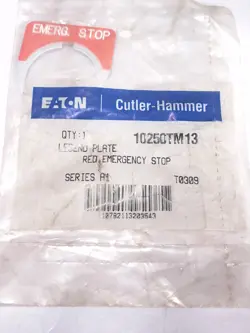 EMERG. STOP
EATON | Cutler-Hammer
QTY:1 10250TM13
LEGEND PLATE
RED EMERGENCY STOP
SERIES A1 T0309